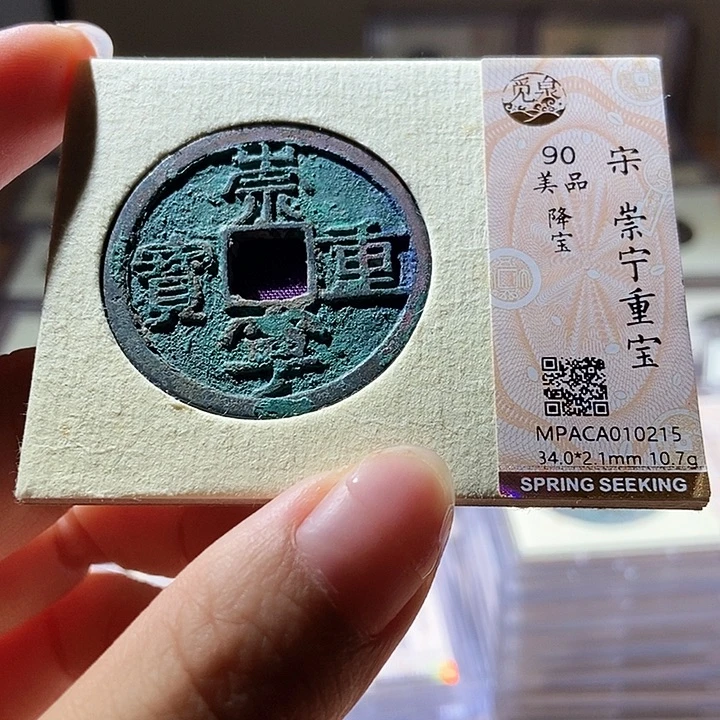 崇
重
寧
寶
觅泉
90
美品
降宝
宋 崇宁重宝
MPACA010215
34.0*2.1mm 10.7g
SPRING SEEKING